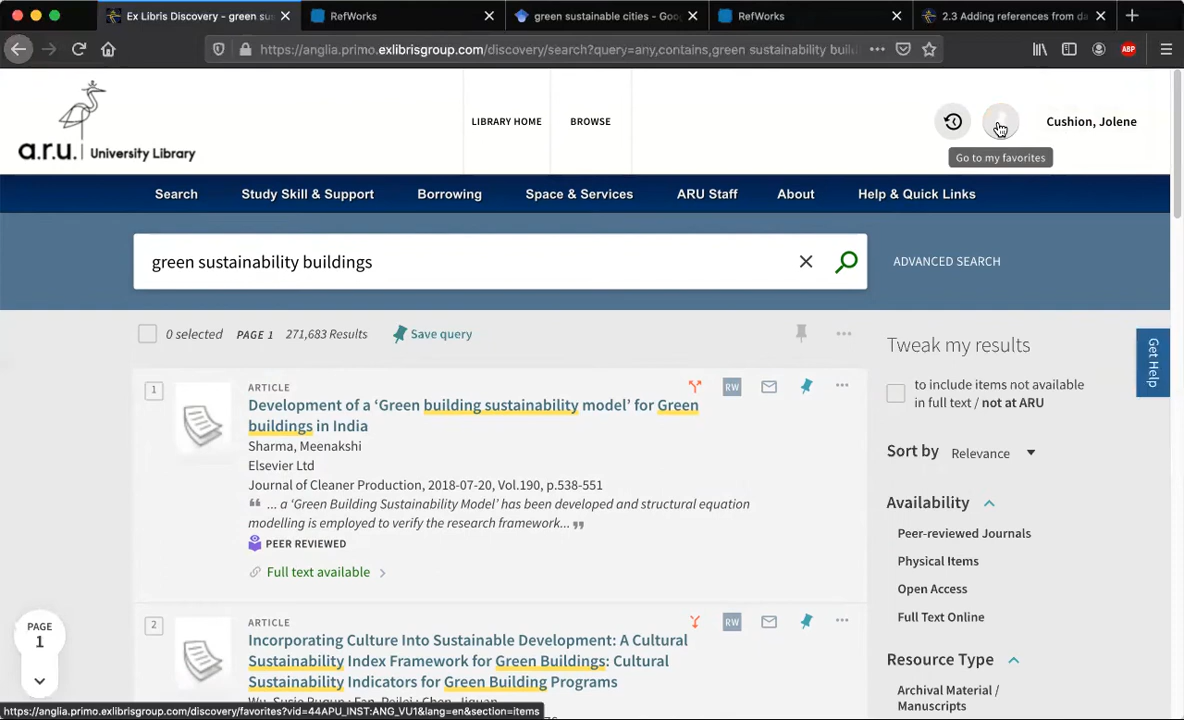 Ex Libris Discovery - green sus
RefWorks
green sustainable cities - Goo
RefWorks
2.3 Adding references from da
https://anglia.primo.exlibrisgroup.com/discovery/search?query=any,contains,green sustainability buil
ABP
a.r.u. University Library
LIBRARY HOME
BROWSE
Cushion, Jolene
Go to my favorites
Search
Study Skill & Support
Borrowing
Space & Services
ARU Staff
About
Help & Quick Links
green sustainability buildings
ADVANCED SEARCH
0 selected PAGE 1 271,683 Results Save query
Tweak my results
Get Help
to include items not available
in full text / not at ARU
Sort by Relevance
Availability
Peer-reviewed Journals
Physical Items
Open Access
Full Text Online
Resource Type
Archival Material /
Manuscripts
1
ARTICLE
RW
Development of a ‘Green building sustainability model’ for Green
buildings in India
Sharma, Meenakshi
Elsevier Ltd
Journal of Cleaner Production, 2018-07-20, Vol.190, p.538-551
... a ‘Green Building Sustainability Model’ has been developed and structural equation
modelling is employed to verify the research framework...
PEER REVIEWED
Full text available
2
ARTICLE
RW
Incorporating Culture Into Sustainable Development: A Cultural
Sustainability Index Framework for Green Buildings: Cultural
Sustainability Indicators for Green Building Programs
PAGE
1
https://anglia.primo.exlibrisgroup.com/discovery/favorites?vid=44APU_INST:ANG_VU1&lang=en&section=items